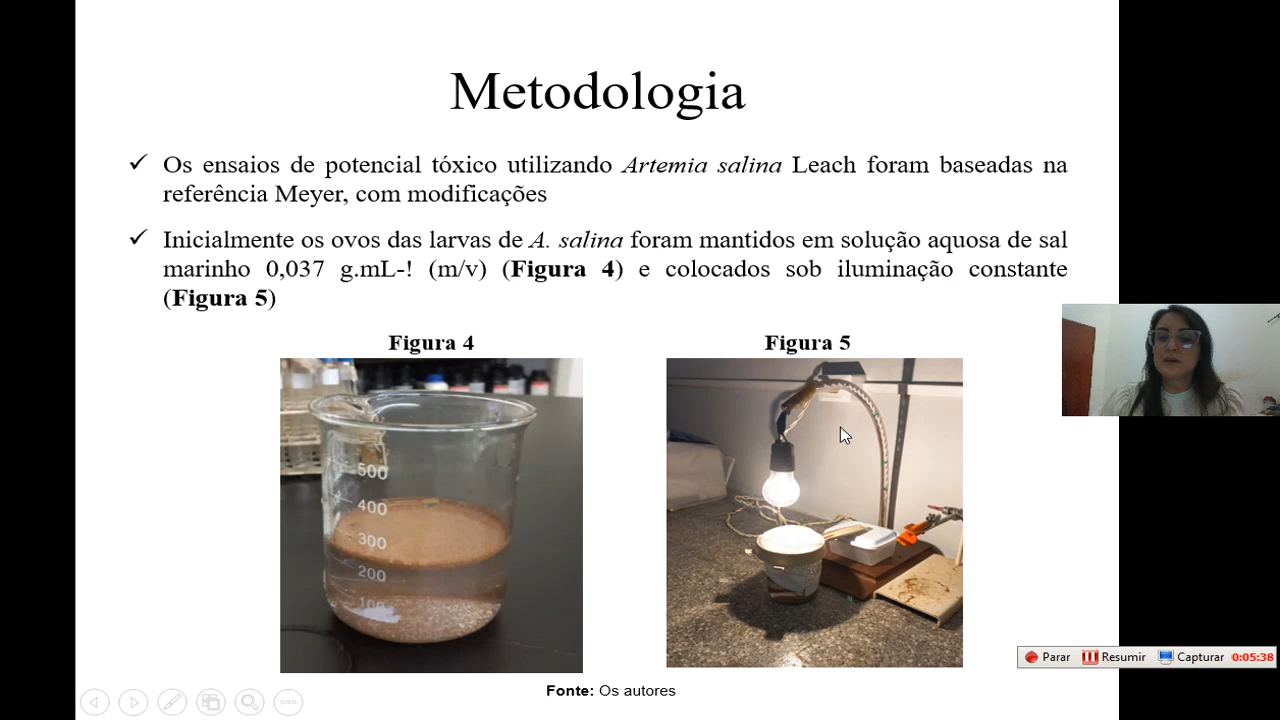 Metodologia
✓ Os ensaios de potencial tóxico utilizando Artemia salina Leach foram baseadas na
referência Meyer, com modificações
✓ Inicialmente os ovos das larvas de A. salina foram mantidos em solução aquosa de sal
marinho 0,037 g.mL-! (m/v) (Figura 4) e colocados sob iluminação constante
(Figura 5)
Figura 4
Figura 5
500
400
300
200
100
Parar Resumir Capturar 0:05:38
Fonte: Os autores